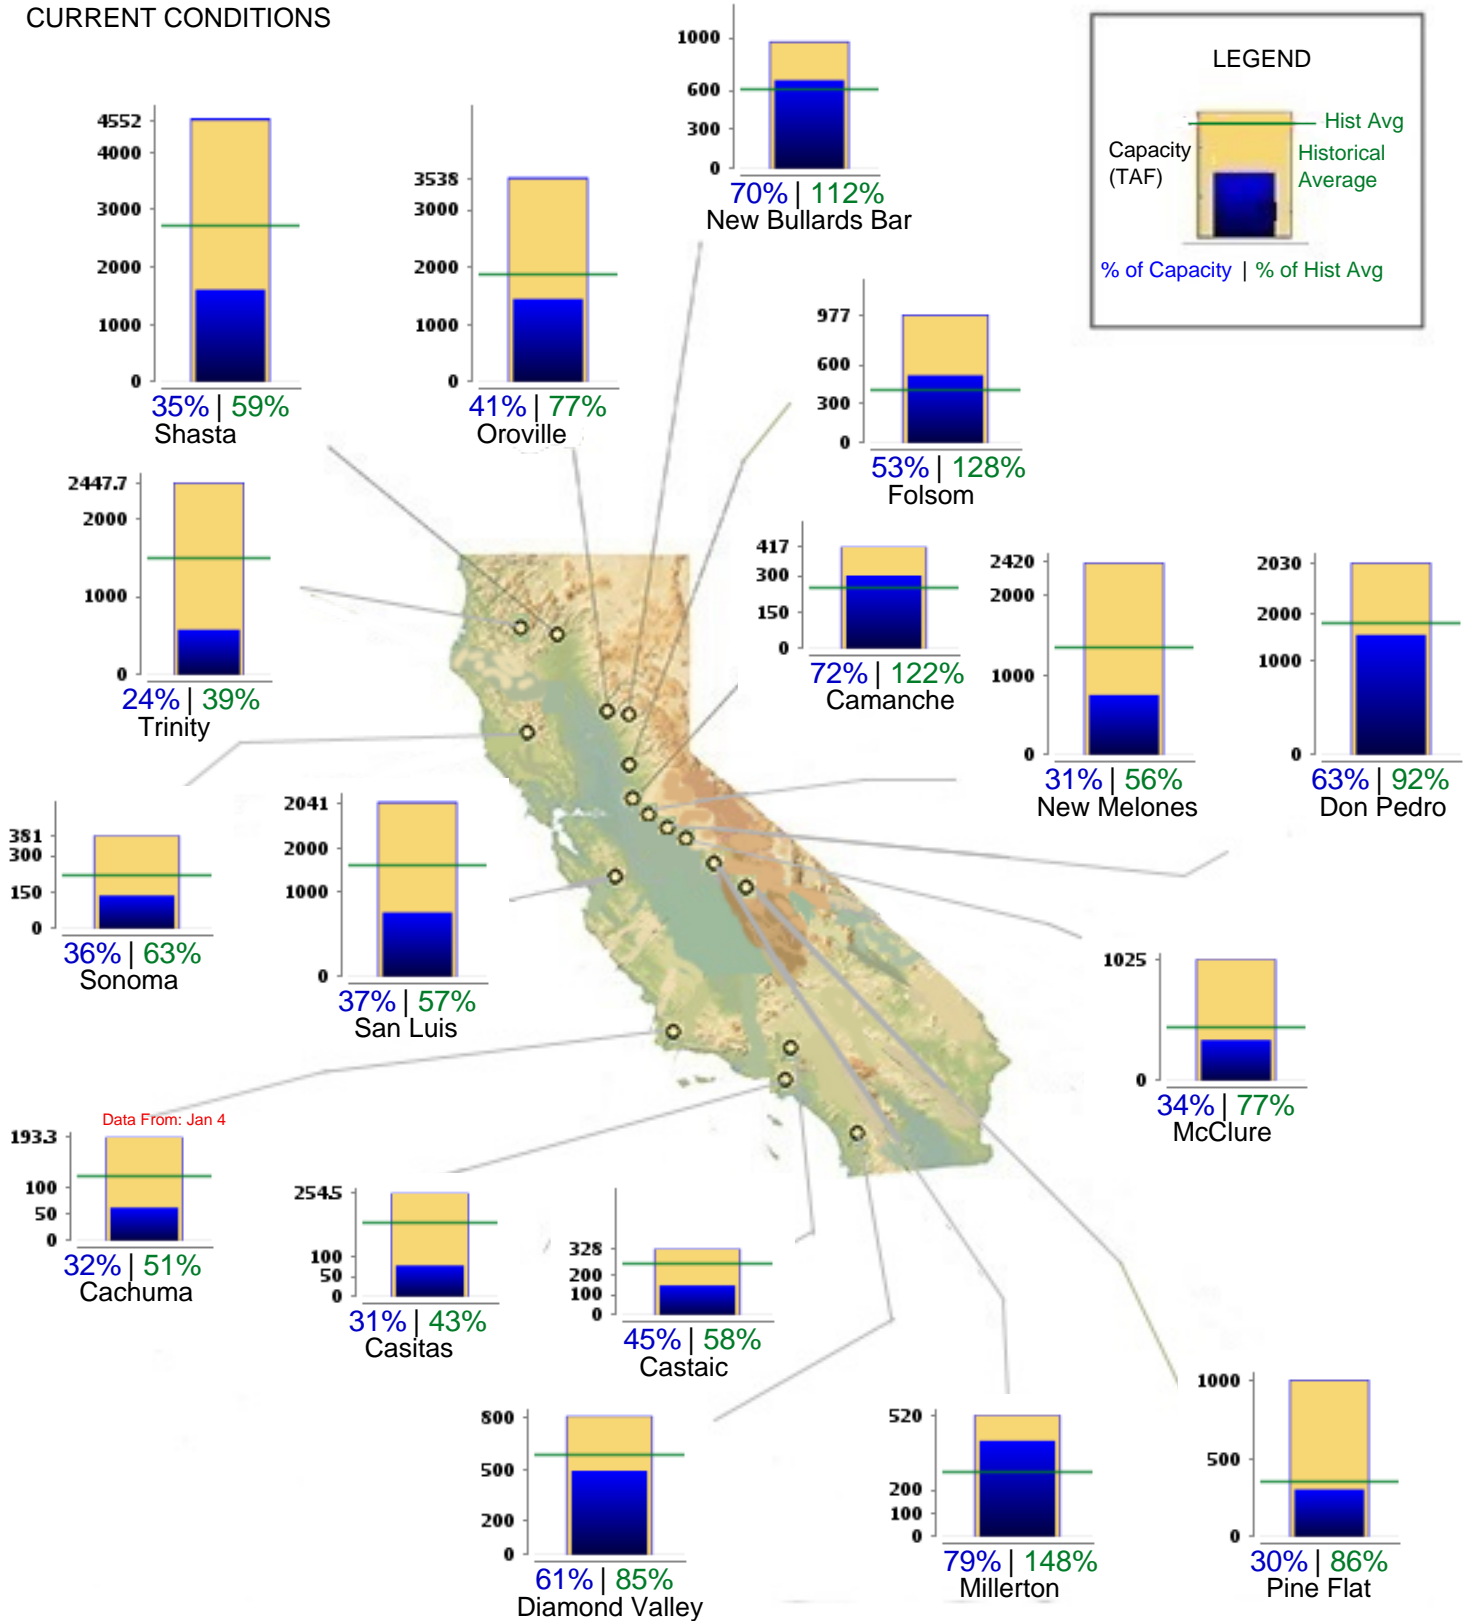 CURRENT CONDITIONS
1000
600
300
0
70% | 112%
New Bullards Bar
LEGEND
Hist Avg
Capacity
(TAF)
Historical
Average
% of Capacity | % of Hist Avg
4552
4000
3000
2000
1000
0
35% | 59%
Shasta
3538
3000
2000
1000
0
41% | 77%
Oroville
977
600
300
0
53% | 128%
Folsom
2447.7
2000
1000
0
24% | 39%
Trinity
417
300
150
0
72% | 122%
Camanche
2420
2000
1000
0
31% | 56%
New Melones
2030
2000
1000
0
63% | 92%
Don Pedro
381
300
150
0
36% | 63%
Sonoma
2041
2000
1000
0
37% | 57%
San Luis
1025
0
34% | 77%
McClure
Data From: Jan 4
193.3
100
50
0
32% | 51%
Cachuma
254.5
100
50
0
31% | 43%
Casitas
328
200
100
0
45% | 58%
Castaic
800
500
200
0
61% | 85%
Diamond Valley
520
200
100
0
79% | 148%
Millerton
1000
500
0
30% | 86%
Pine Flat